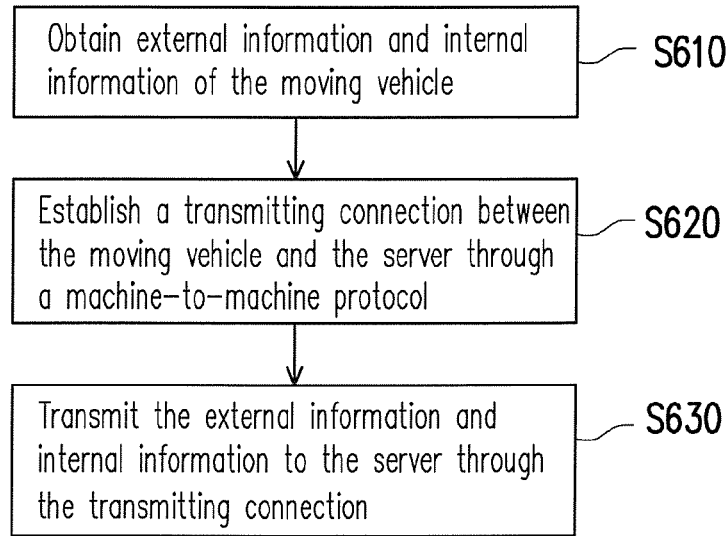 Obtain external information and internal
information of the moving vehicle
S610
Establish a transmitting connection between
the moving vehicle and the server through
a machine-to-machine protocol
S620
Transmit the external information and
internal information to the server through
the transmitting connection
S630